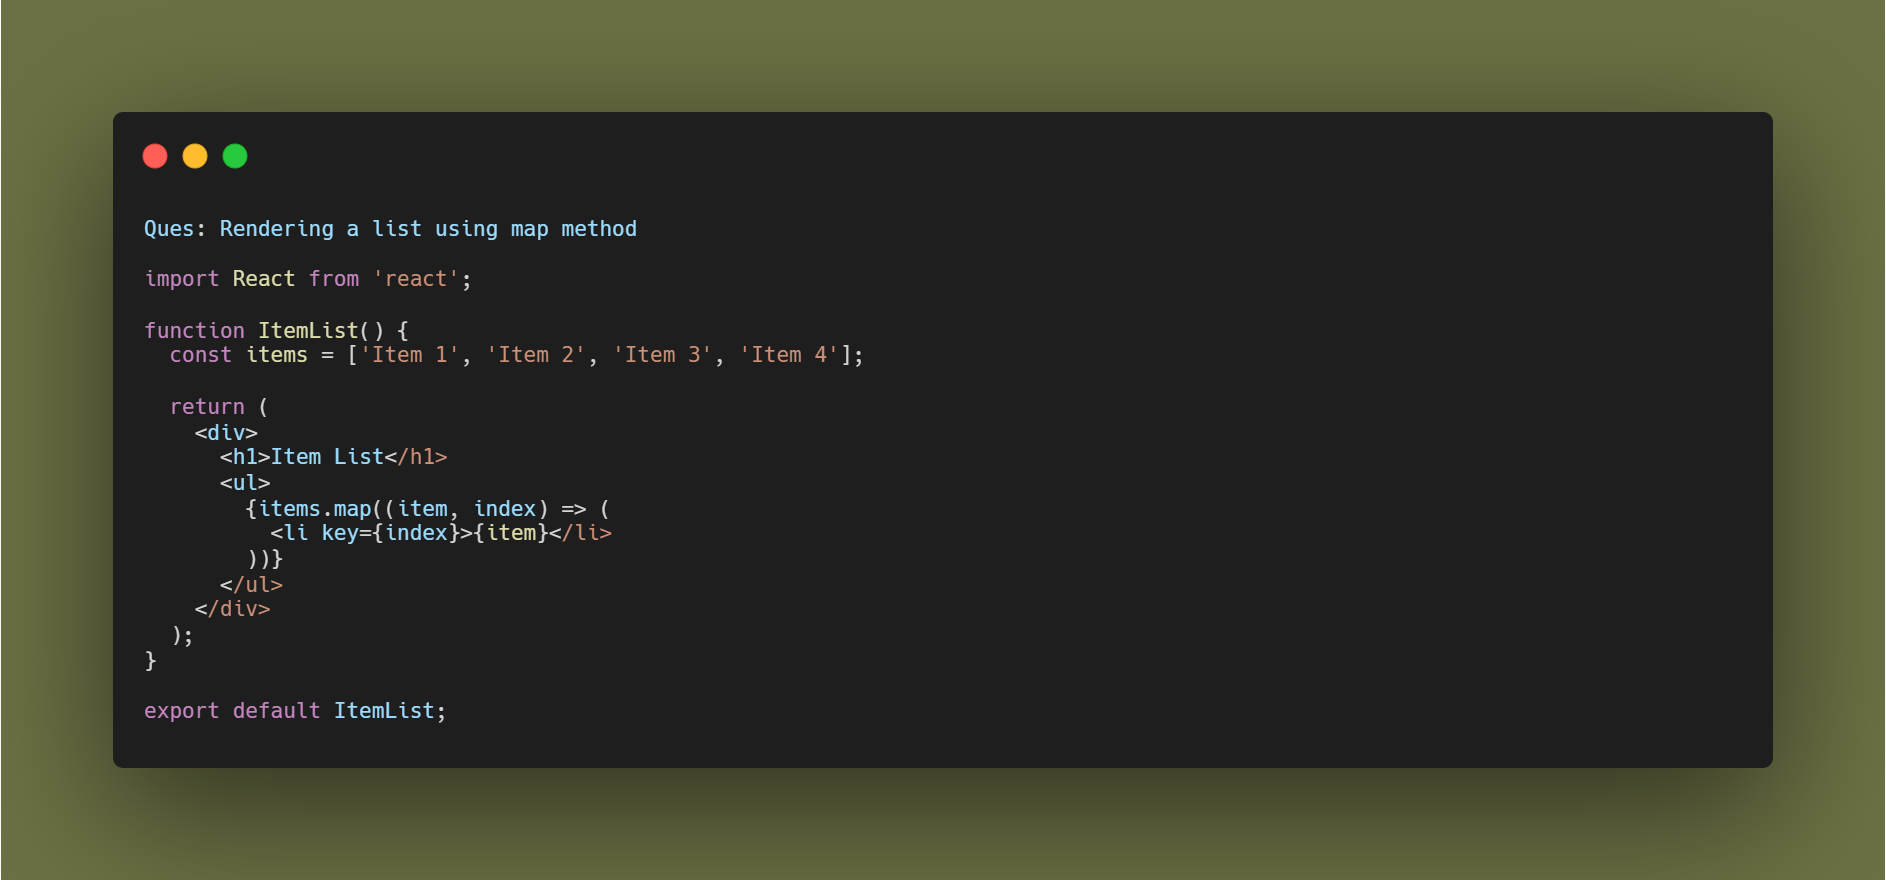 Ques: Rendering a list using map method
import React from 'react';
function ItemList() {
  const items = ['Item 1', 'Item 2', 'Item 3', 'Item 4'];
  return (
    <div>
      <h1>Item List</h1>
      <ul>
        {items.map((item, index) => (
          <li key={index}>{item}</li>
        ))}
      </ul>
    </div>
  );
}
export default ItemList;